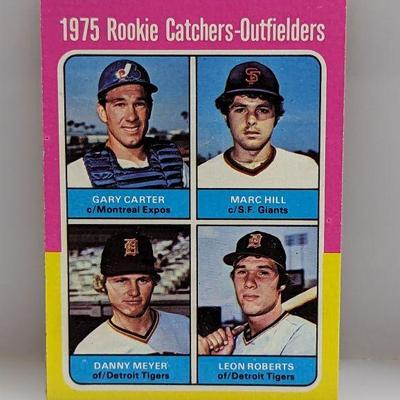 1975 Rookie Catchers-Outfielders
SF
GARY CARTER
c/Montreal Expos
MARC HILL
c/S.F. Giants
D
D
DANNY MEYER
of/Detroit Tigers
LEON ROBERTS
of/Detroit Tigers